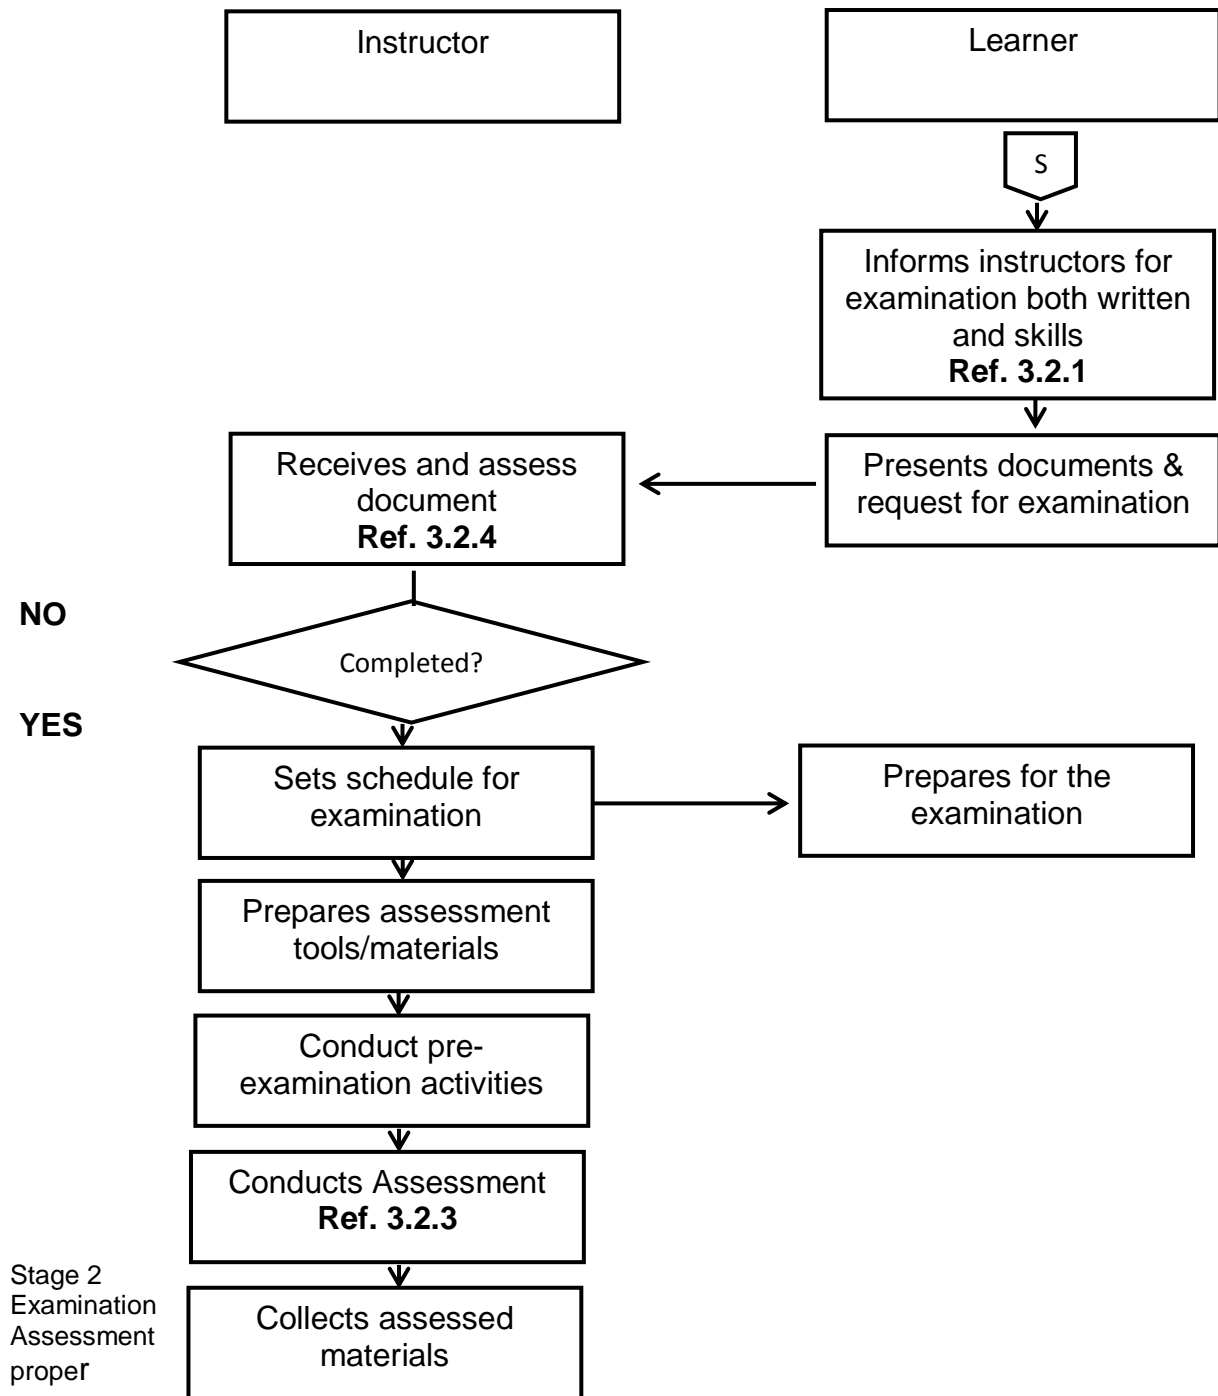 Instructor
Learner
S
Informs instructors for
examination both written
and skills
Ref. 3.2.1
Receives and assess
document
Ref. 3.2.4
Presents documents &
request for examination
NO
Completed?
YES
Sets schedule for
examination
Prepares for the
examination
Prepares assessment
tools/materials
Conduct pre-
examination activities
Conducts Assessment
Ref. 3.2.3
Stage 2
Examination
Assessment
proper
Collects assessed
materials